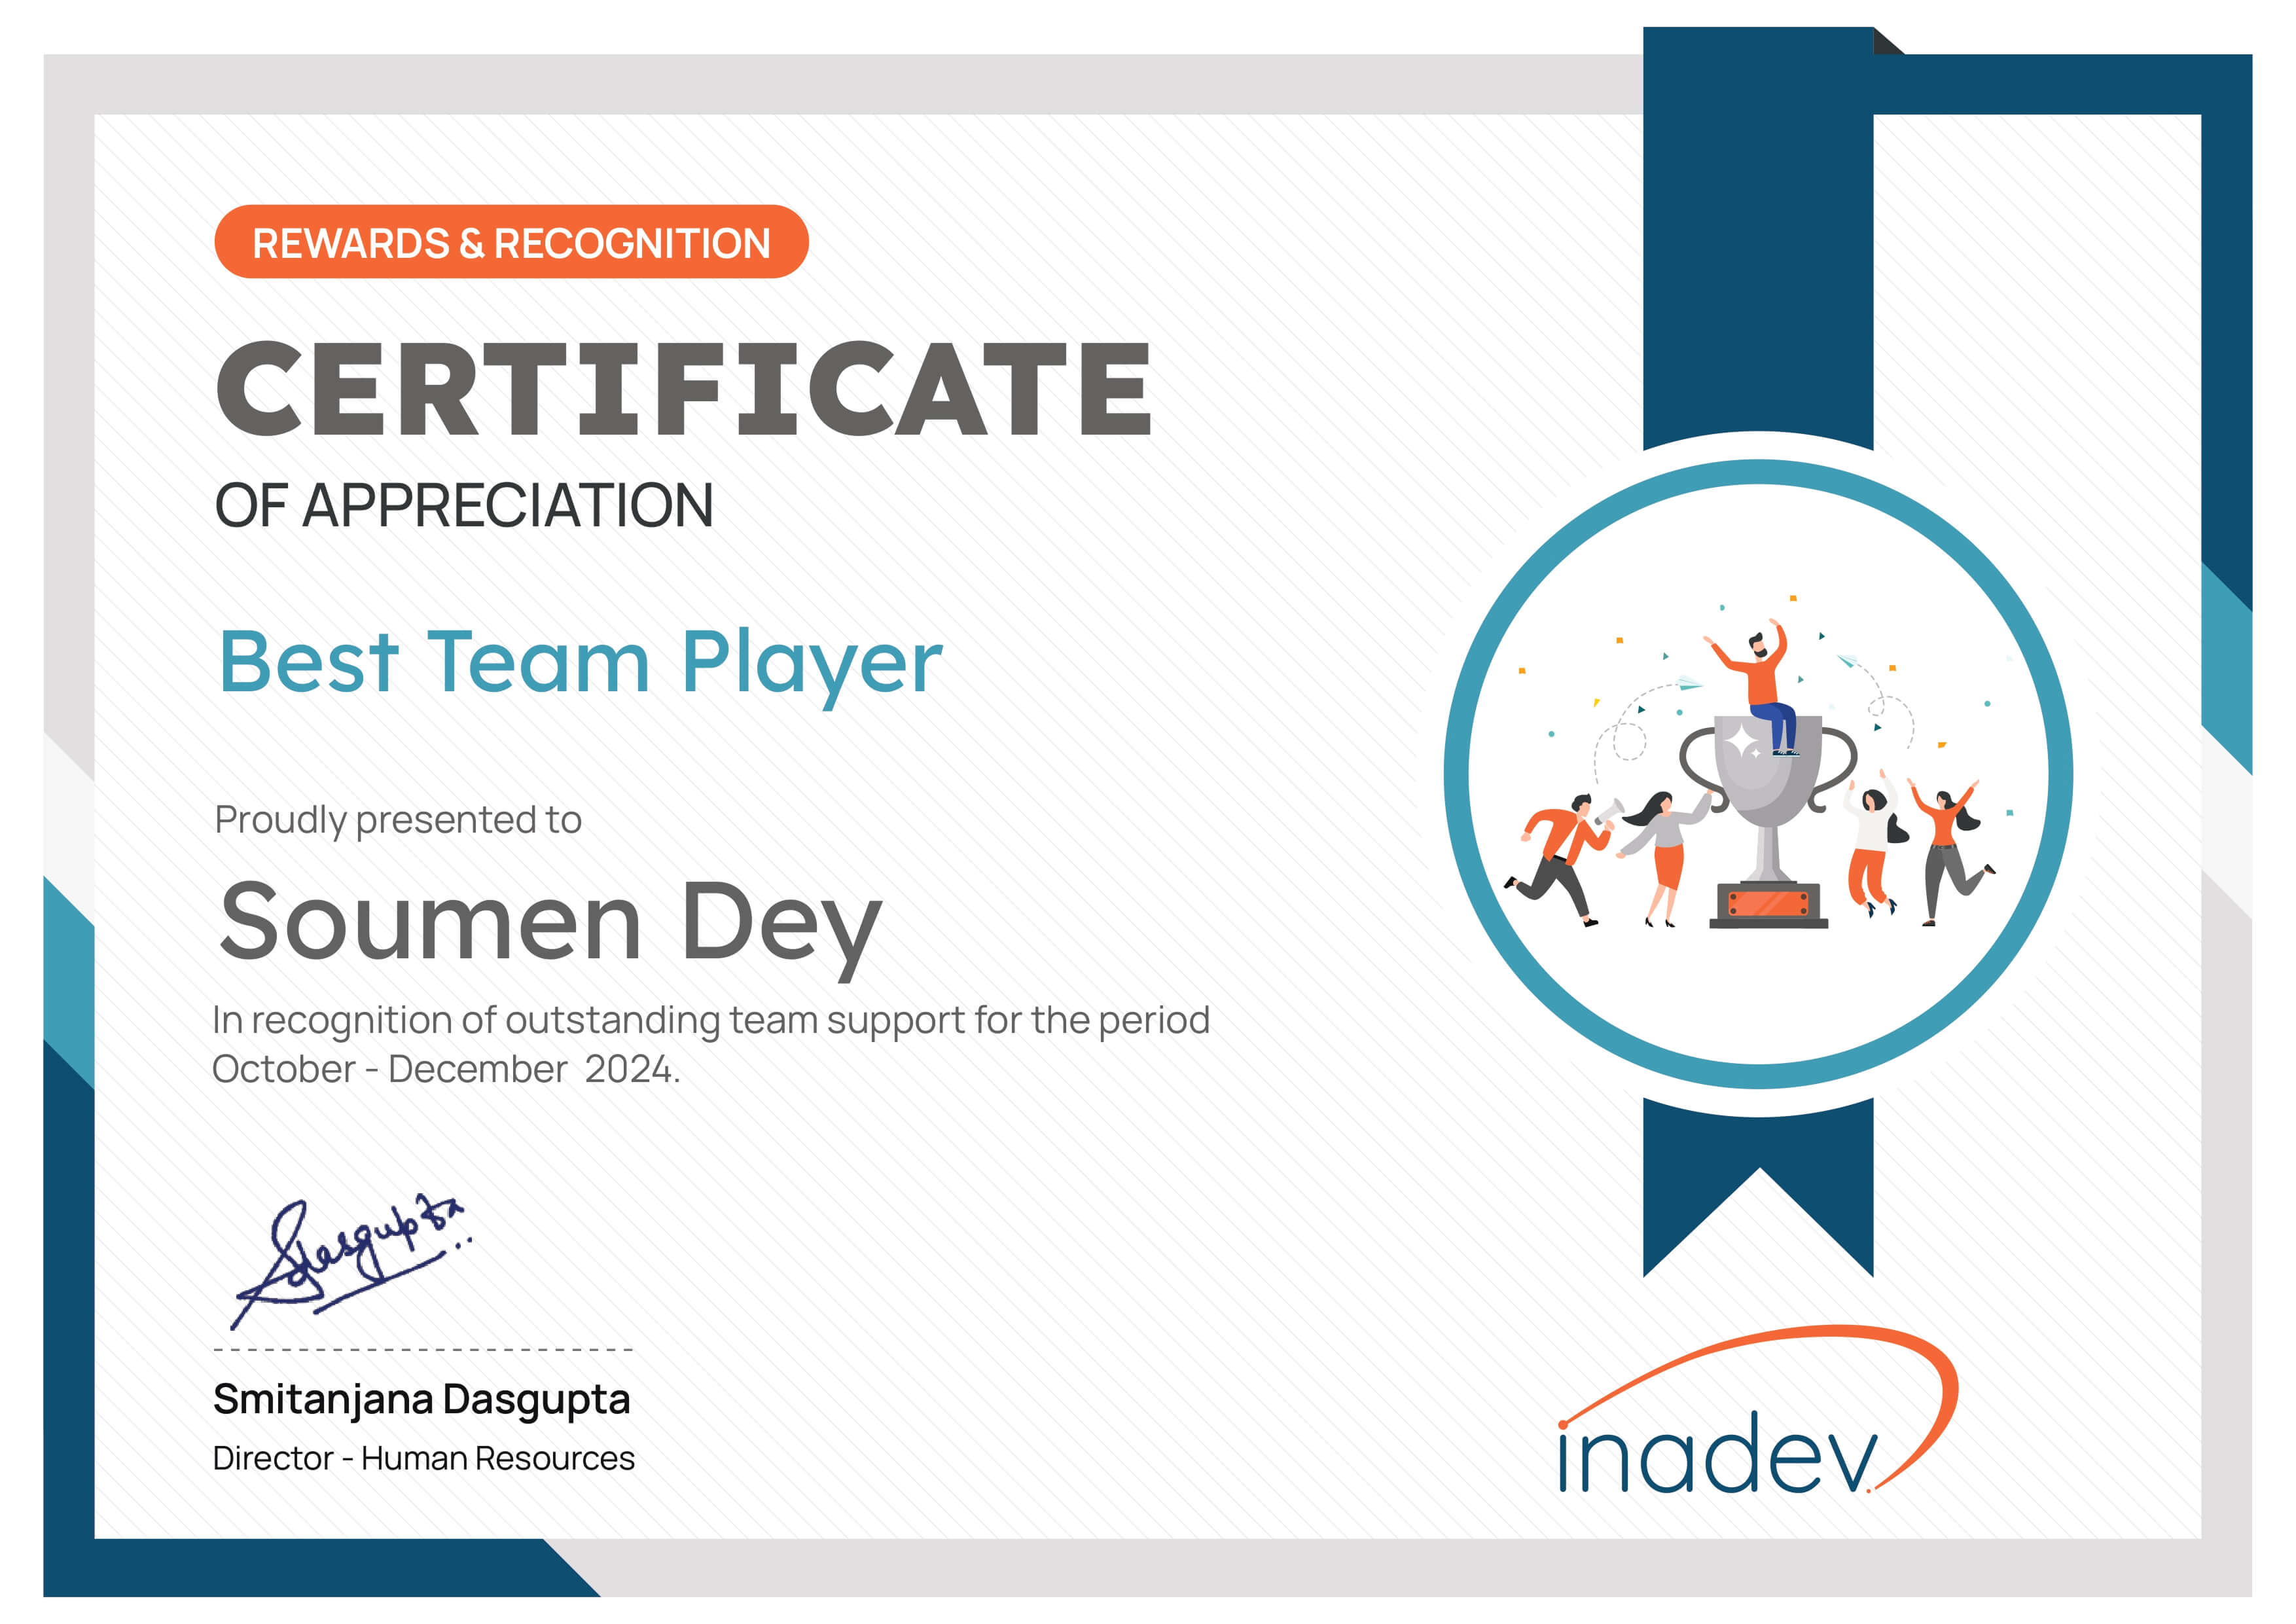 REWARDS & RECOGNITION
CERTIFICATE
OF APPRECIATION
Best Team Player
Proudly presented to
Soumen Dey
In recognition of outstanding team support for the period
October - December 2024.
SDasgupta
Smitanjana Dasgupta
Director - Human Resources
inadev